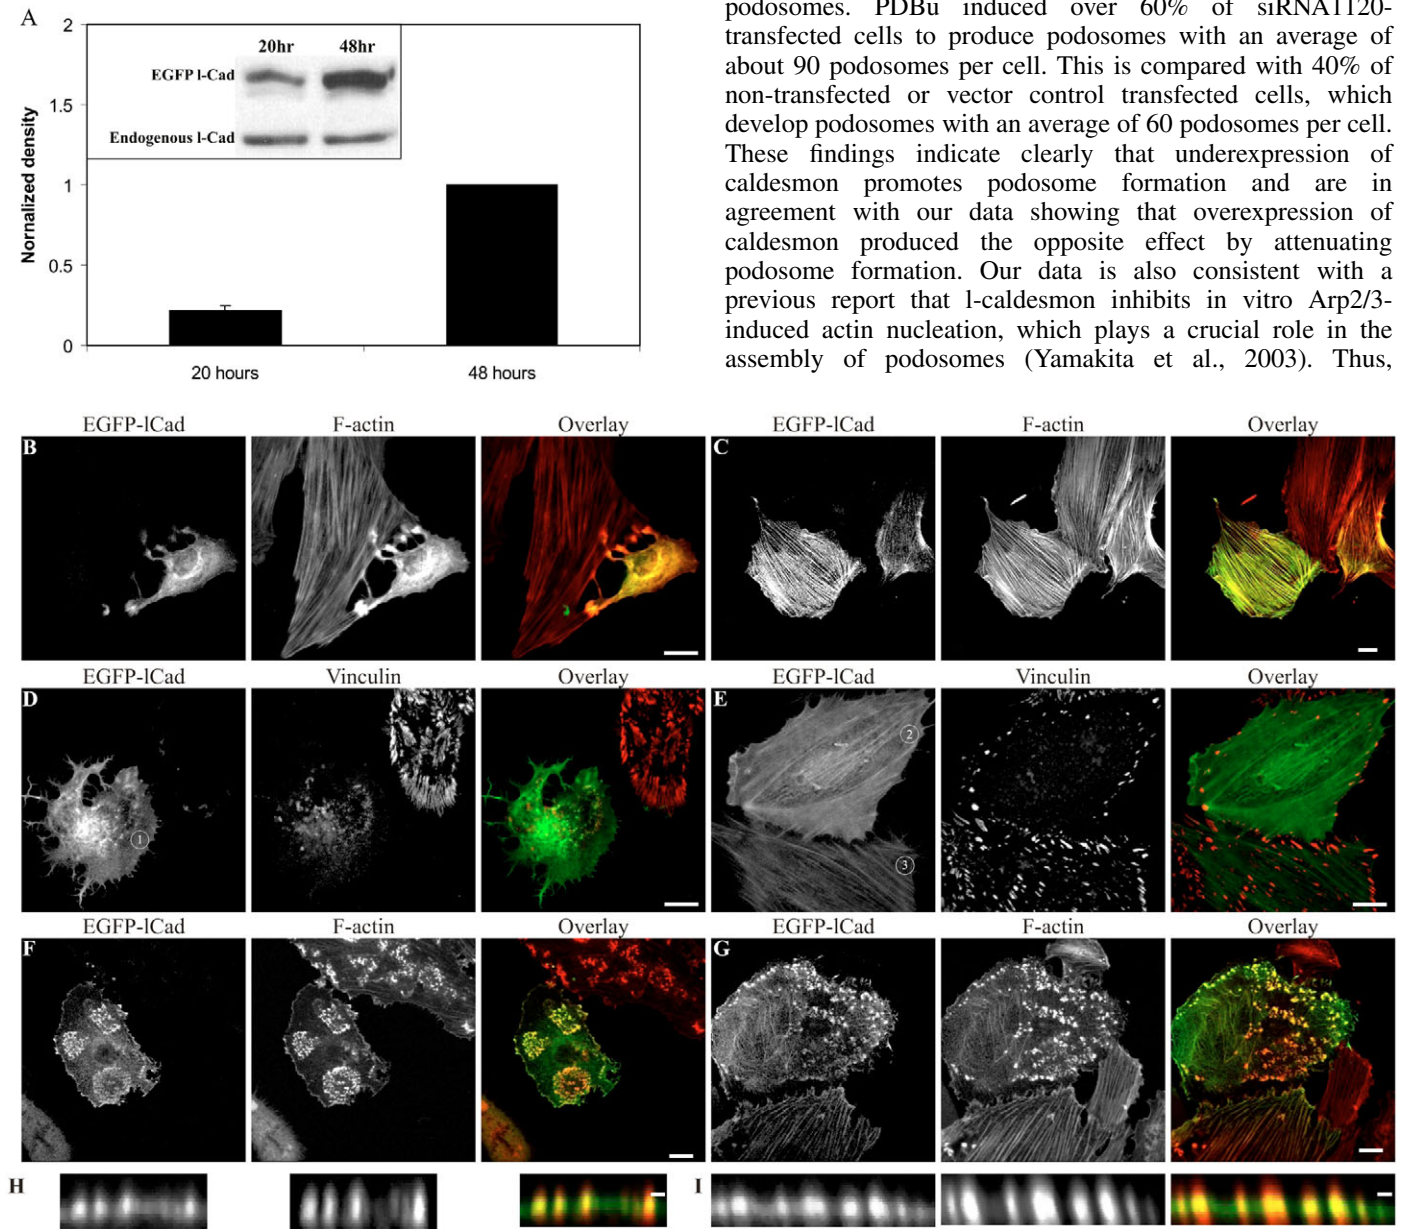 A
2
1.5
1
0.5
0
Nornalized density
20hr 48hr
EGFP l-Cad
Endogenous l-Cad
20 hours 48 hours
podosomes. PDBu induced over 60% of siRNA1120-
transfected cells to produce podosomes with an average of
about 90 podosomes per cell. This is compared with 40% of
non-transfected or vector control transfected cells, which
develop podosomes with an average of 60 podosomes per cell.
These findings indicate clearly that underexpression of
caldesmon promotes podosome formation and are in
agreement with our data showing that overexpression of
caldesmon produced the opposite effect by attenuating
podosome formation. Our data is also consistent with a
previous report that l-caldesmon inhibits in vitro Arp2/3-
induced actin nucleation, which plays a crucial role in the
assembly of podosomes (Yamakita et al., 2003). Thus,
EGFP-lCad F-actin Overlay EGFP-lCad F-actin Overlay
B C
EGFP-lCad Vinculin Overlay EGFP-lCad Vinculin Overlay
D E
2
1
3
EGFP-lCad F-actin Overlay EGFP-lCad F-actin Overlay
F G
H I